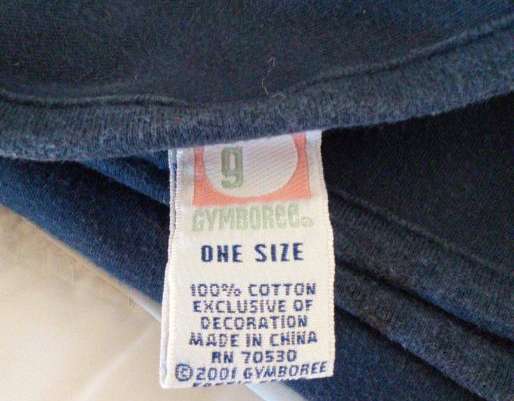 g
GYMBOREE®
ONE SIZE
100% COTTON
EXCLUSIVE OF
DECORATION
MADE IN CHINA
RN 70530
©2001 GYMBOREE